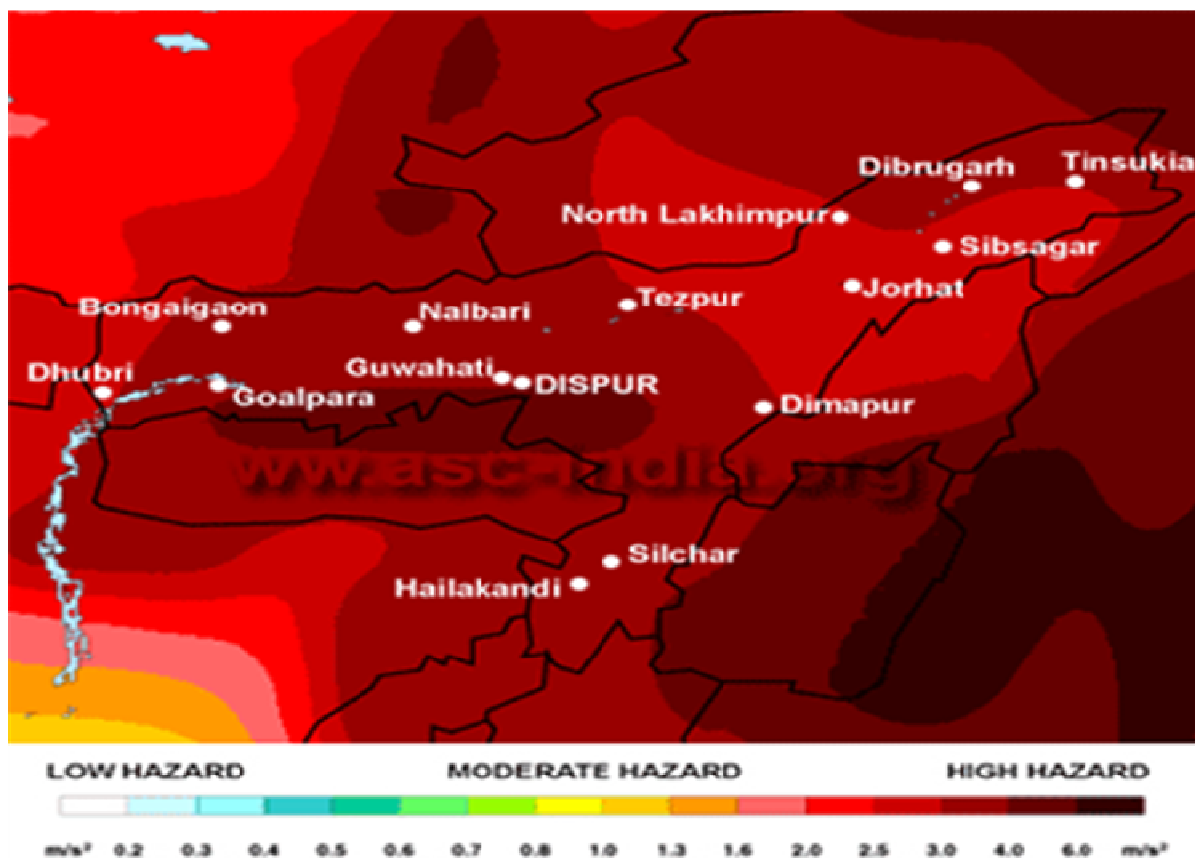 Dibrugarh
Tinsukia
North Lakhimpur
Sibsagar
Jorhat
Tezpur
Bongaigaon
Nalbari
Guwahati
DISPUR
Dhubri
Goalpara
Dimapur
ww.asc-india.org
Silchar
Hailakandi
LOW HAZARD MODERATE HAZARD HIGH HAZARD
m/s² 0.2 0.3 0.4 0.5 0.6 0.7 0.8 1.0 1.3 1.6 2.0 2.5 3.0 4.0 6.0 m/s²